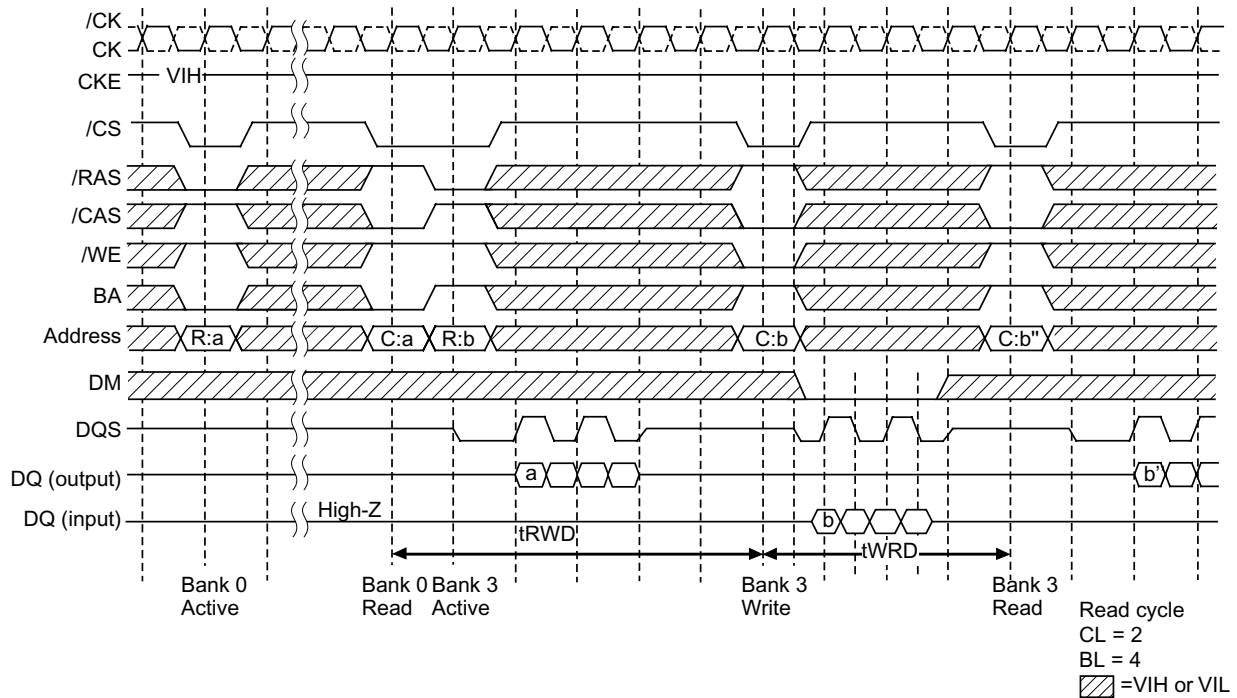 /CK
CK
CKE VIH
/CS
/RAS
/CAS
/WE
BA
Address R:a C:a R:b C:b C:b''
DM
DQS
DQ (output) a b'
DQ (input) High-Z b
tRWD tWRD
Bank 0 Active
Bank 0 Read
Bank 3 Active
Bank 3 Write
Bank 3 Read
Read cycle
CL = 2
BL = 4
=VIH or VIL